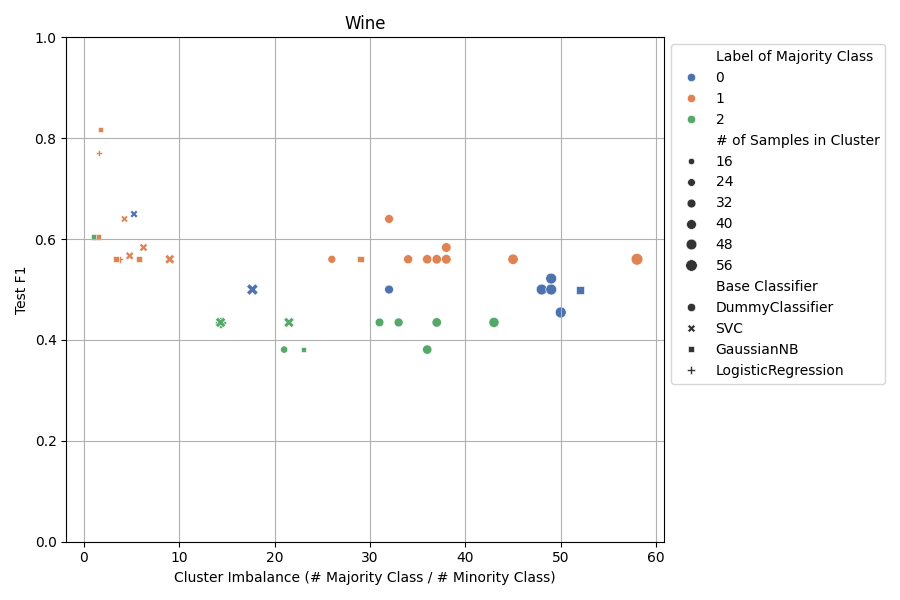 Wine
1.0
0.8
0.6
0.4
0.2
0.0
Test F1
0 10 20 30 40 50 60
Cluster Imbalance (# Majority Class / # Minority Class)
Label of Majority Class
0
1
2
# of Samples in Cluster
16
24
32
40
48
56
Base Classifier
DummyClassifier
SVC
GaussianNB
LogisticRegression